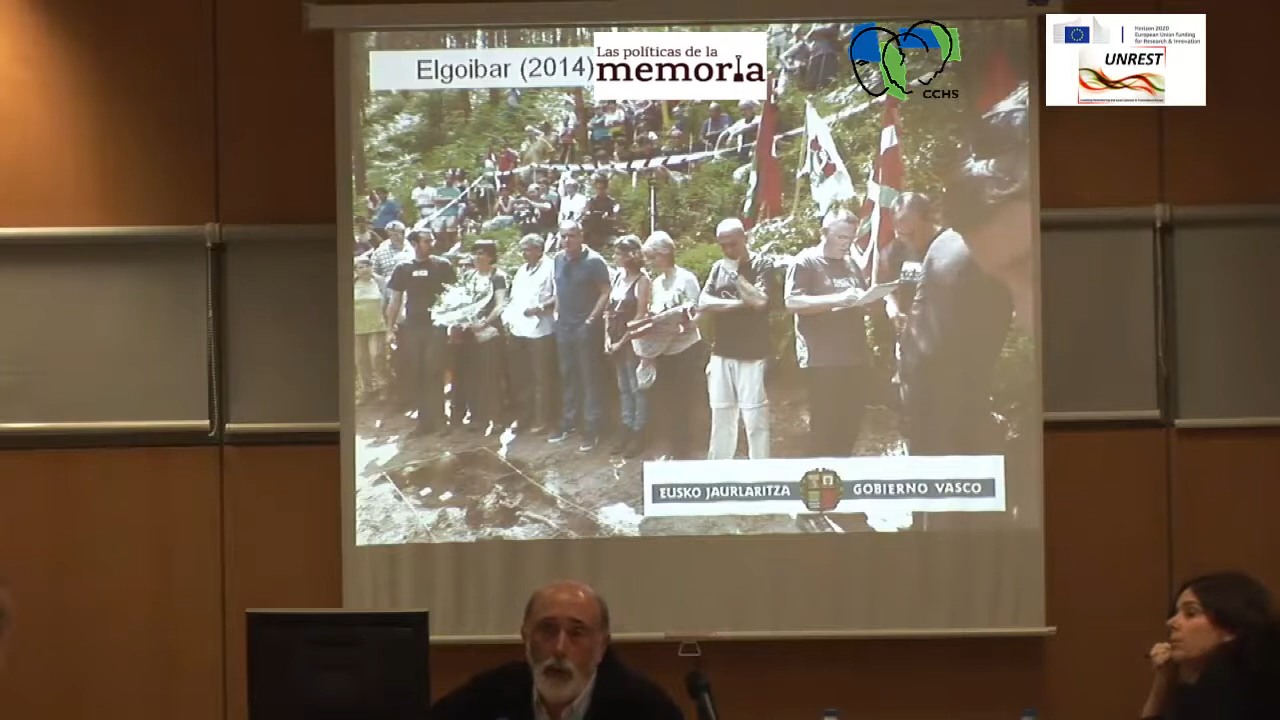 Elgoibar (2014)
Las políticas de la
memoria
CCHS
Horizon 2020
European Union funding
for Research & Innovation
UNREST
EUSKO JAURLARITZA GOBIERNO VASCO